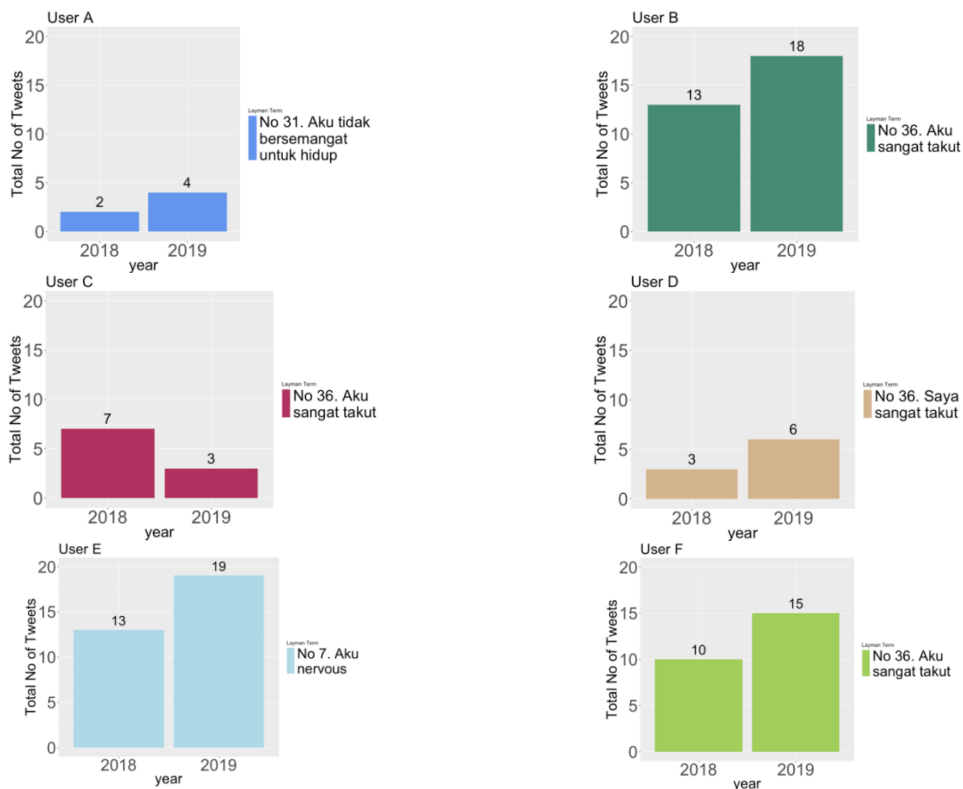 User A
20
15
10
5
0
Total No of Tweets
2
4
2018
2019
year
Layman Term
No 31. Aku tidak
bersemangat
untuk hidup
User B
20
15
10
5
0
Total No of Tweets
13
18
2018
2019
year
Layman Term
No 36. Aku
sangat takut
User C
20
15
10
5
0
Total No of Tweets
7
3
2018
2019
year
Layman Term
No 36. Aku
sangat takut
User D
20
15
10
5
0
Total No of Tweets
3
6
2018
2019
year
Layman Term
No 36. Saya
sangat takut
User E
20
15
10
5
0
Total No of Tweets
13
19
2018
2019
year
Layman Term
No 7. Aku
nervous
User F
20
15
10
5
0
Total No of Tweets
10
15
2018
2019
year
Layman Term
No 36. Aku
sangat takut